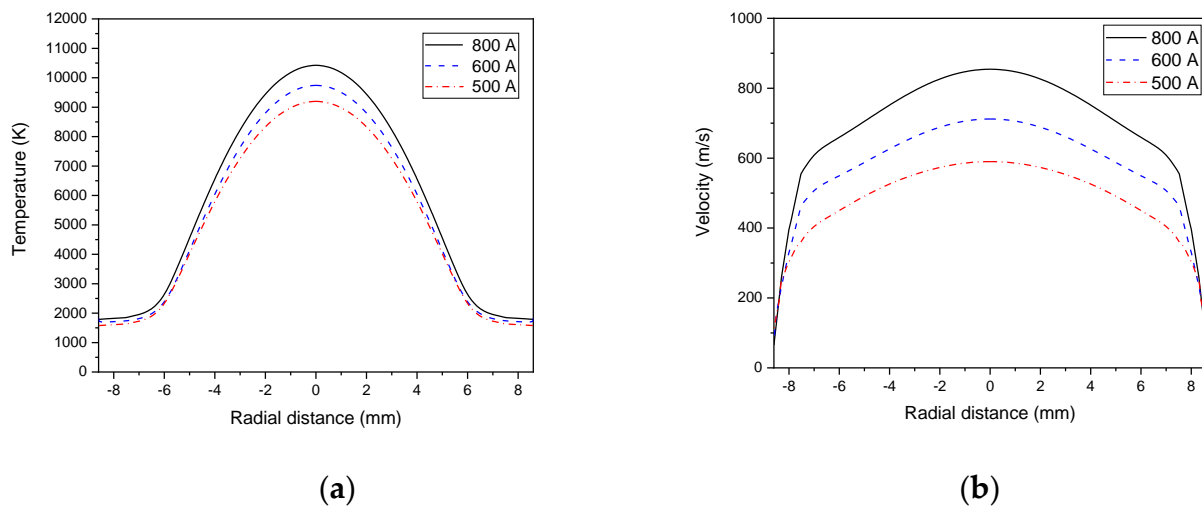 12000
11000
10000
9000
8000
7000
6000
5000
4000
3000
2000
1000
0
Temperature (K)
-8 -6 -4 -2 0 2 4 6 8
Radial distance (mm)
800 A
600 A
500 A
(a)
1000
800
600
400
200
0
Velocity (m/s)
-8 -6 -4 -2 0 2 4 6 8
Radial distance (mm)
800 A
600 A
500 A
(b)